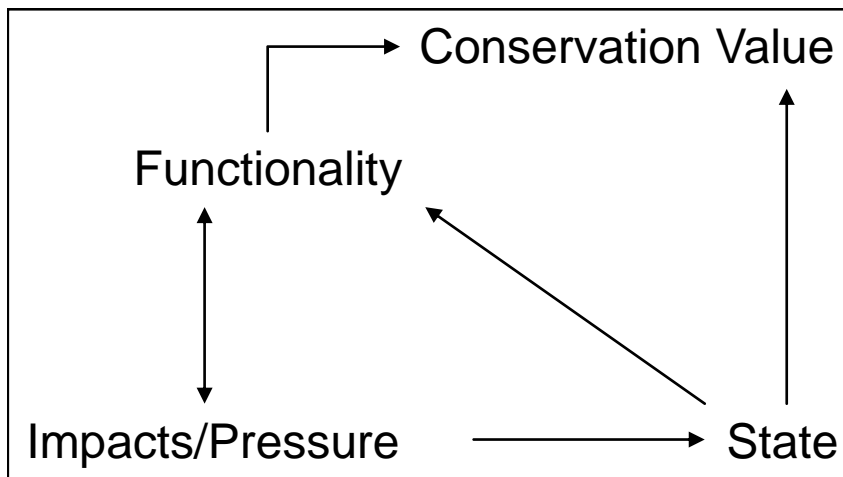 Conservation Value
Functionality
Impacts/Pressure
State